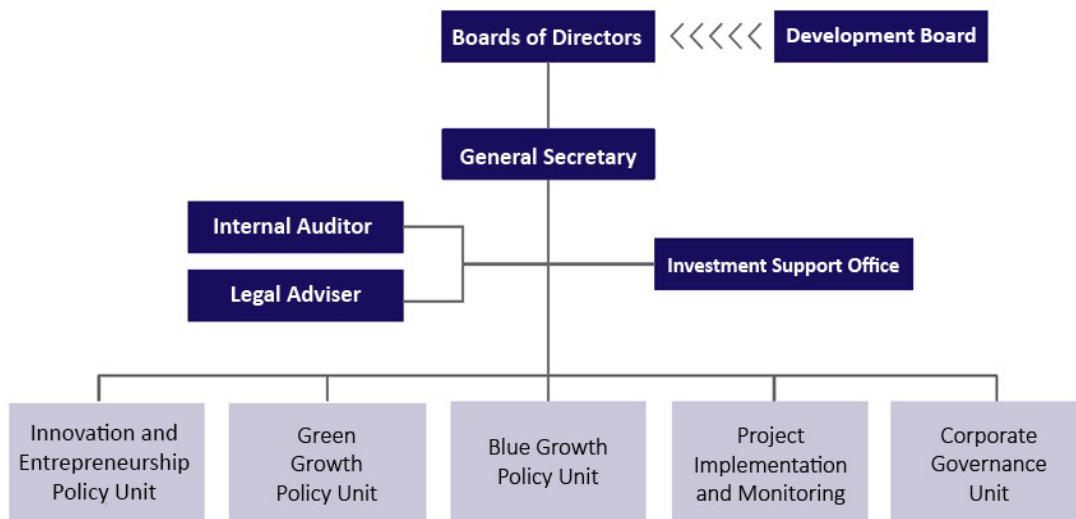 Boards of Directors
Development Board
General Secretary
Internal Auditor
Legal Adviser
Investment Support Office
Innovation and
Entrepreneurship
Policy Unit
Green
Growth
Policy Unit
Blue Growth
Policy Unit
Project
Implementation
and Monitoring
Corporate
Governance
Unit